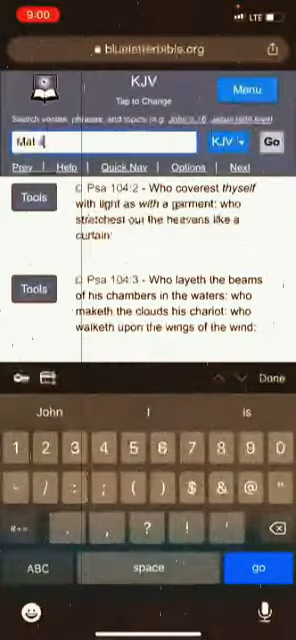 9:00
LTE
blueletterbible.org
KJV
Tap to Change
Menu
Search verses, phrases, and topics (e.g. John 3:16, Jesus faith love)
Mat 4
KJV
Go
Prev | Help | Quick Nav | Options | Next
Tools
Psa 104:2 - Who coverest thyself
with light as with a garment: who
stretchest out the heavens like a
curtain:
Tools
Psa 104:3 - Who layeth the beams
of his chambers in the waters: who
maketh the clouds his chariot: who
walketh upon the wings of the wind:
Done
John I is
1 2 3 4 5 6 7 8 9 0
- / : ; ( ) $ & @ "
#+= . , ? ! '
ABC space go